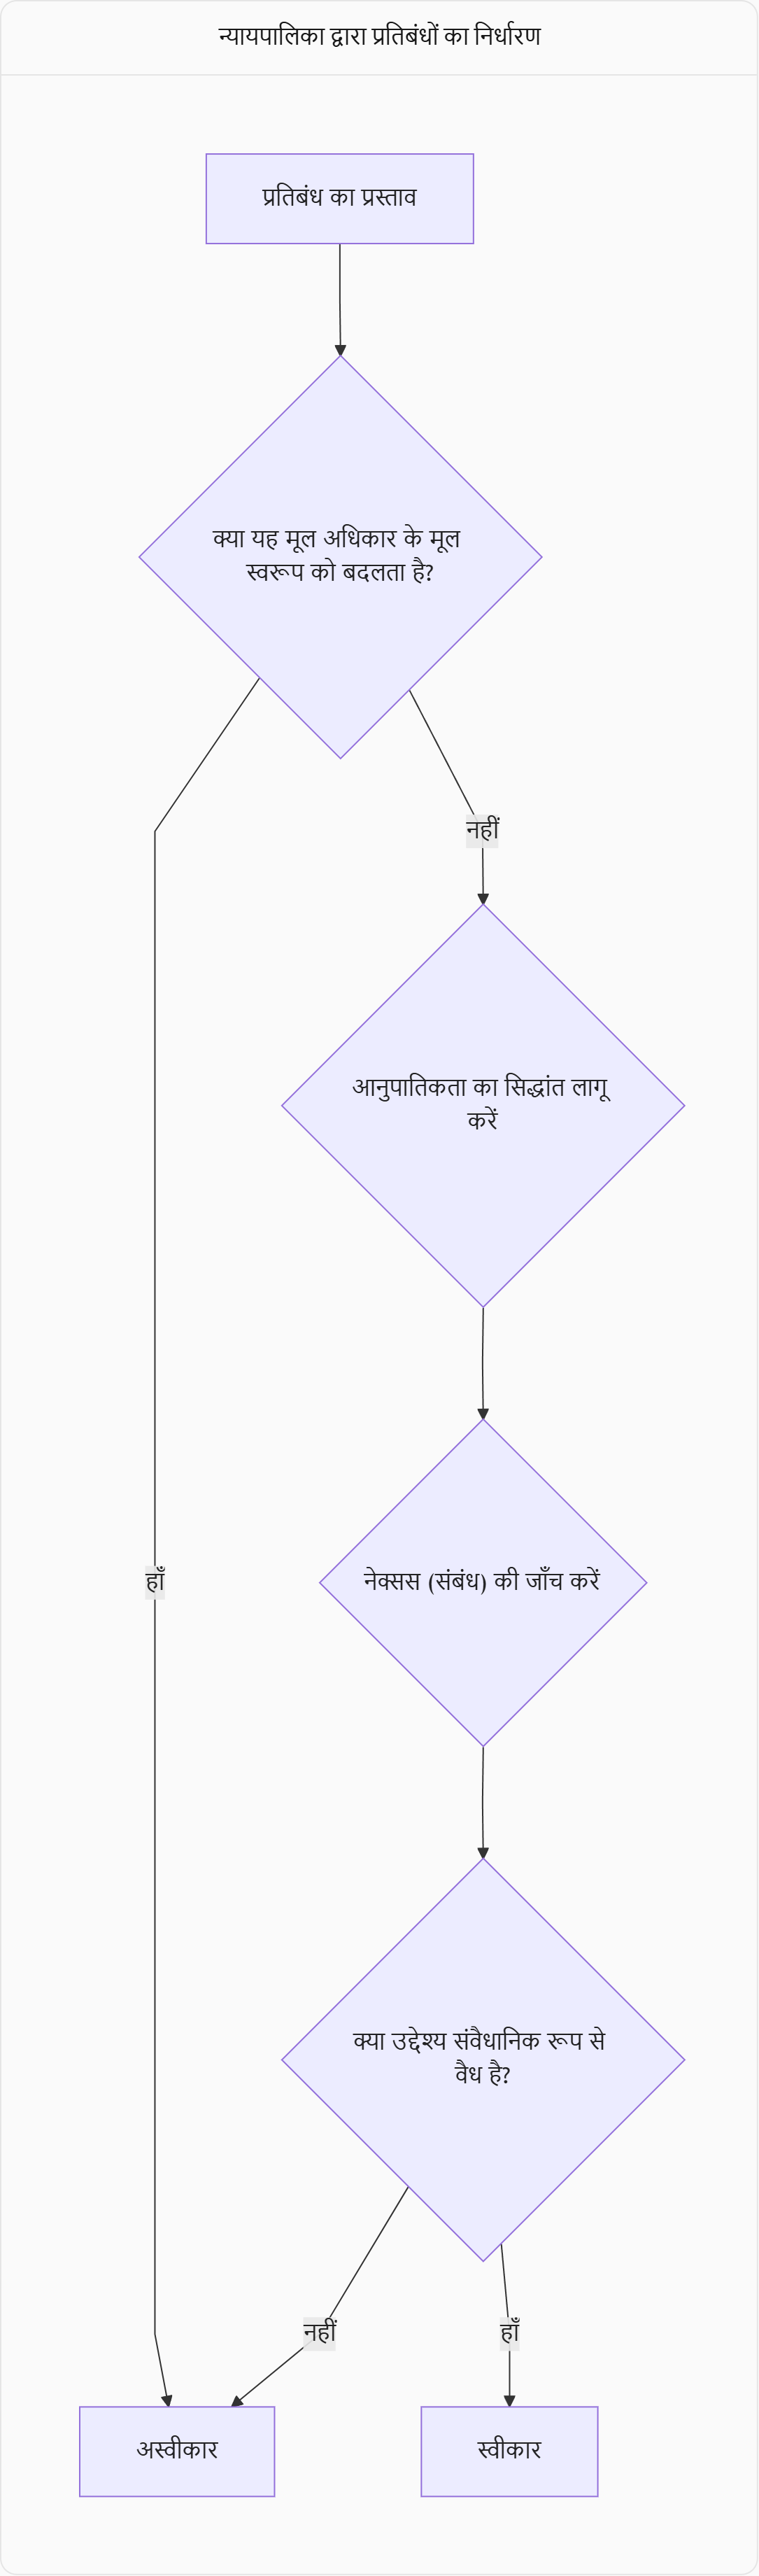 न्यायपालिका द्वारा प्रतिबंधों का निर्धारण
प्रतिबंध का प्रस्ताव
क्या यह मूल अधिकार के मूल
स्वरूप को बदलता है?
नहीं
आनुपातिकता का सिद्धांत लागू
करें
हाँ
नेक्सस (संबंध) की जाँच करें
क्या उद्देश्य संवैधानिक रूप से
वैध है?
नहीं
हाँ
अस्वीकार
स्वीकार